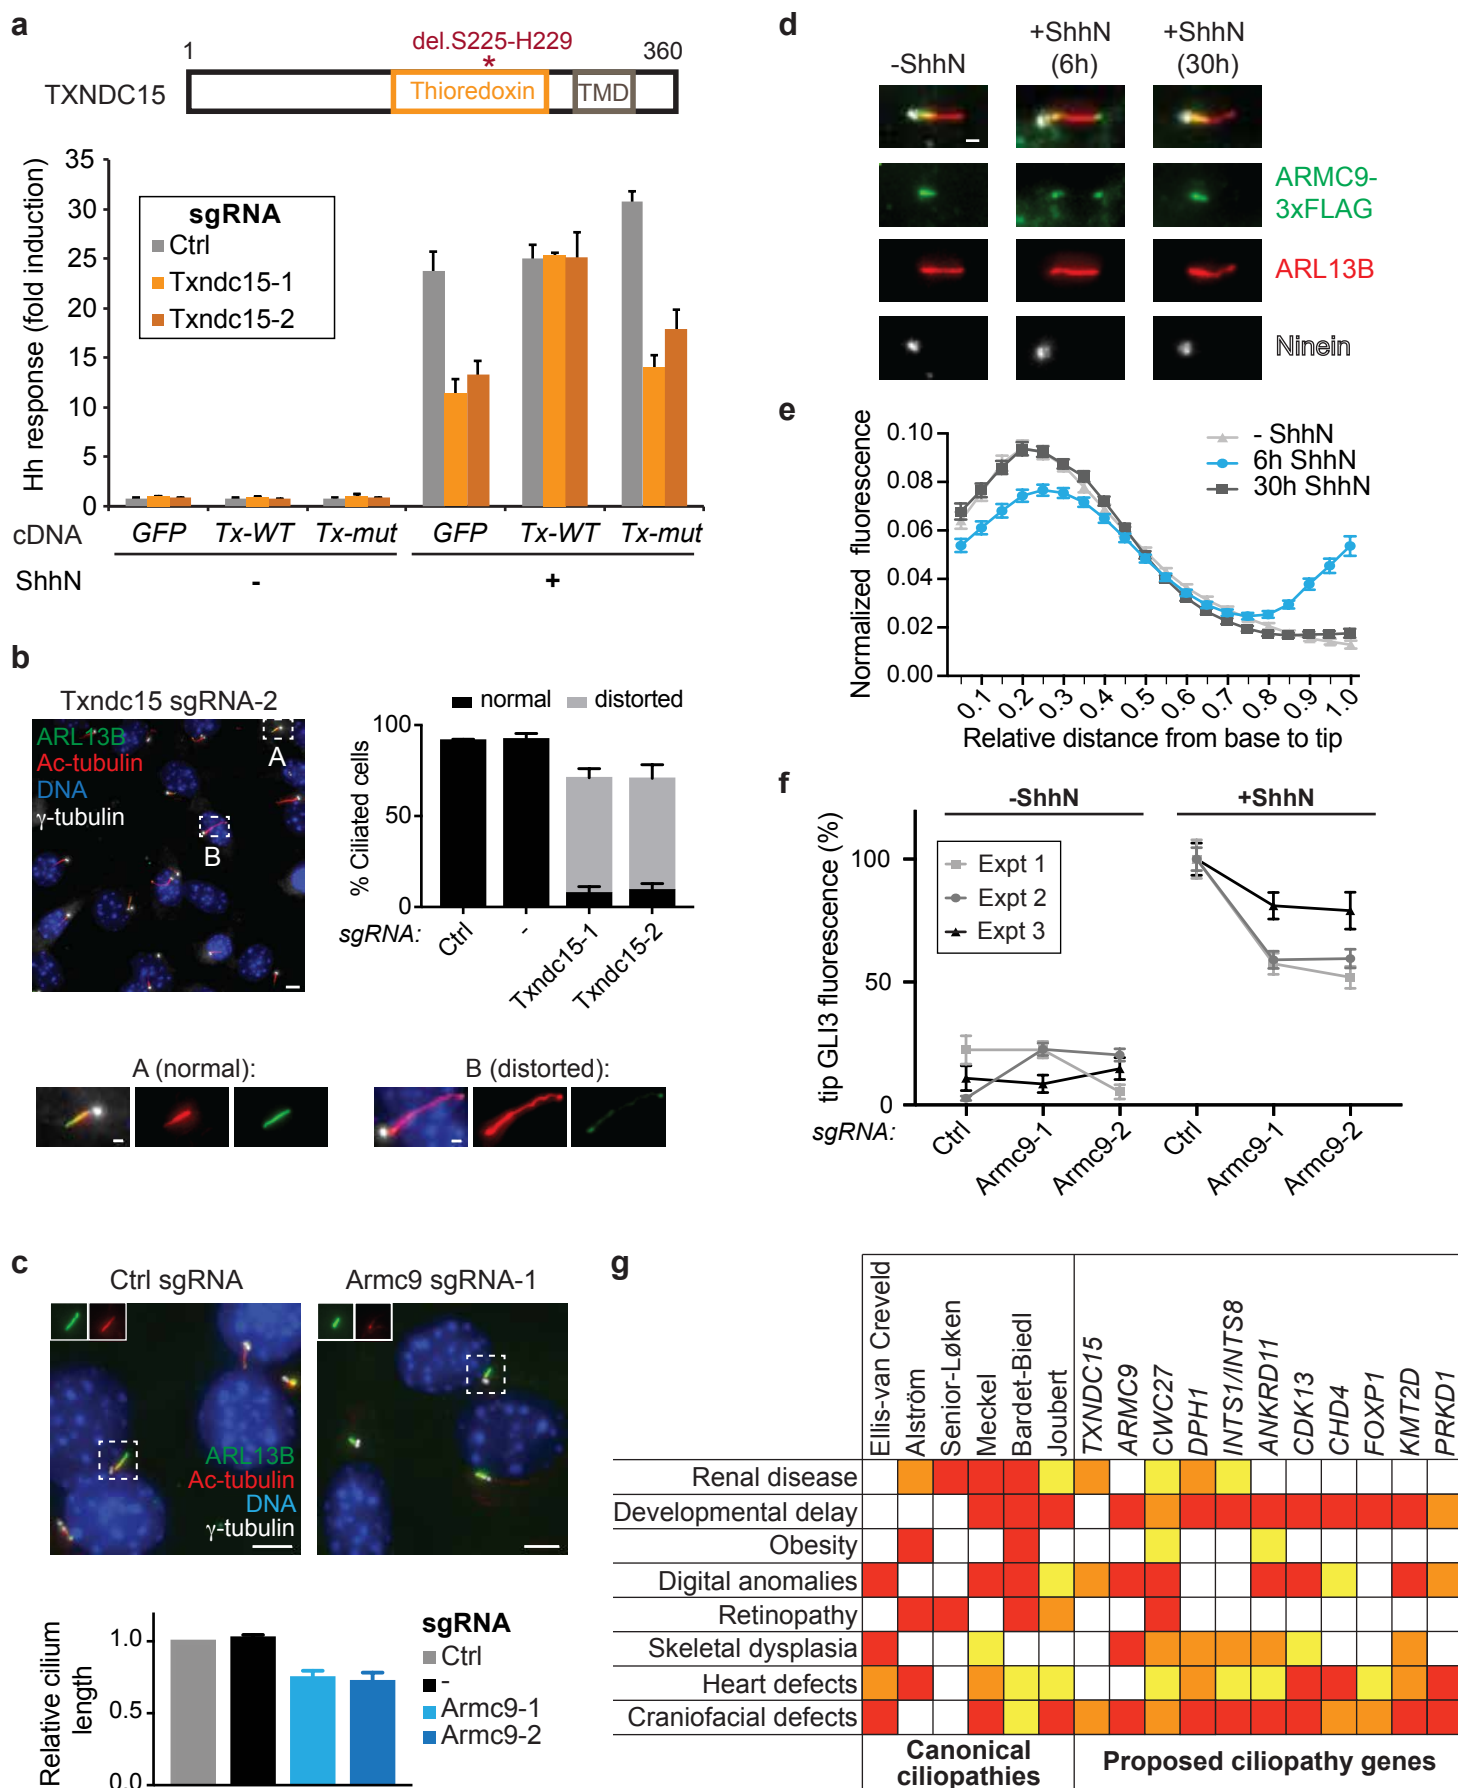 a
del.S225-H229
1
*
360
TXNDC15
Thioredoxin
TMD
Hh response (fold induction)
35
30
25
20
15
10
5
0
sgRNA
Ctrl
Txndc15-1
Txndc15-2
cDNA
GFP
Tx-WT
Tx-mut
GFP
Tx-WT
Tx-mut
ShhN
-
+
b
Txndc15 sgRNA-2
ARL13B
Ac-tubulin
DNA
γ-tubulin
A
B
normal
distorted
% Ciliated cells
100
50
0
sgRNA:
Ctrl
-
Txndc15-1
Txndc15-2
A (normal):
B (distorted):
c
Ctrl sgRNA
Armc9 sgRNA-1
ARL13B
Ac-tubulin
DNA
γ-tubulin
Relative cilium
length
1.0
0.5
0.0
sgRNA
Ctrl
-
Armc9-1
Armc9-2
d
-ShhN
+ShhN
(6h)
+ShhN
(30h)
ARMC9-
3xFLAG
ARL13B
Ninein
e
Normalized fluorescence
0.10
0.08
0.06
0.04
0.02
0.00
- ShhN
6h ShhN
30h ShhN
0.1
0.2
0.3
0.4
0.5
0.6
0.7
0.8
0.9
1.0
Relative distance from base to tip
f
-ShhN
+ShhN
tip GLI3 fluorescence (%)
100
50
0
Expt 1
Expt 2
Expt 3
sgRNA:
Ctrl
Armc9-1
Armc9-2
Ctrl
Armc9-1
Armc9-2
g
Ellis-van Creveld
Alström
Senior-Løken
Meckel
Bardet-Biedl
Joubert
TXNDC15
ARMC9
CWC27
DPH1
INTS1/INTS8
ANKRD11
CDK13
CHD4
FOXP1
KMT2D
PRKD1
Renal disease
Developmental delay
Obesity
Digital anomalies
Retinopathy
Skeletal dysplasia
Heart defects
Craniofacial defects
Canonical
ciliopathies
Proposed ciliopathy genes